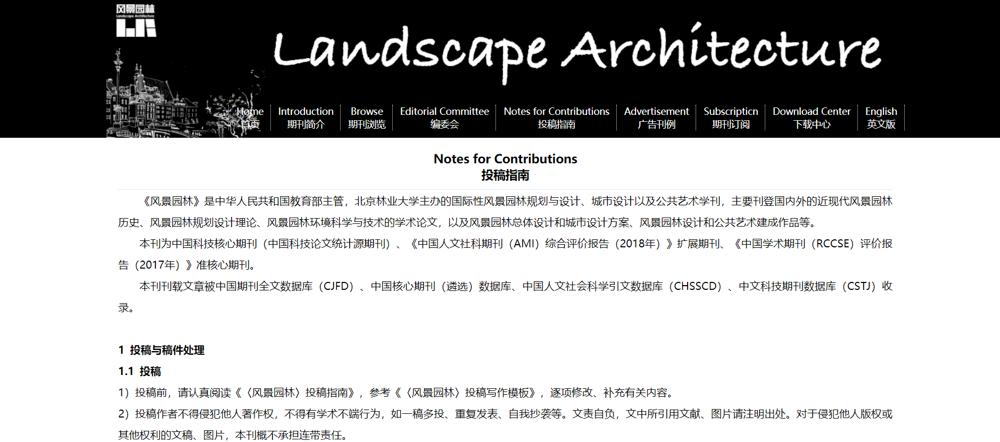 风景园林
Landscape Architecture
Landscape Architecture
Home
首页
Introduction
期刊简介
Browse
期刊浏览
Editorial Committee
编委会
Notes for Contributions
投稿指南
Advertisement
广告刊例
Subscripticn
期刊订阅
Download Center
下载中心
English
英文版
Notes for Contributions
投稿指南
《风景园林》是中华人民共和国教育部主管，北京林业大学主办的国际性风景园林规划与设计、城市设计以及公共艺术学刊，主要刊登国内外的近现代风景园林
历史、风景园林规划设计理论、风景园林环境科学与技术的学术论文，以及风景园林总体设计和城市设计方案、风景园林设计和公共艺术建成作品等。
本刊为中国科技核心期刊（中国科技论文统计源期刊）、《中国人文社科期刊（AMI）综合评价报告（2018年）》扩展期刊、《中国学术期刊（RCCSE）评价报
告（2017年）》准核心期刊。
本刊刊载文章被中国期刊全文数据库（CJFD）、中国核心期刊（遴选）数据库、中国人文社会科学引文数据库（CHSSCD）、中文科技期刊数据库（CSTJ）收
录。
1 投稿与稿件处理
1.1 投稿
1）投稿前，请认真阅读《〈风景园林〉投稿指南》，参考《〈风景园林〉投稿写作模板》，逐项修改、补充有关内容。
2）投稿作者不得侵犯他人著作权，不得有学术不端行为，如一稿多投、重复发表、自我抄袭等。文责自负，文中所引用文献、图片请注明出处。对于侵犯他人版权或
其他权利的文稿、图片，本刊概不承担连带责任。